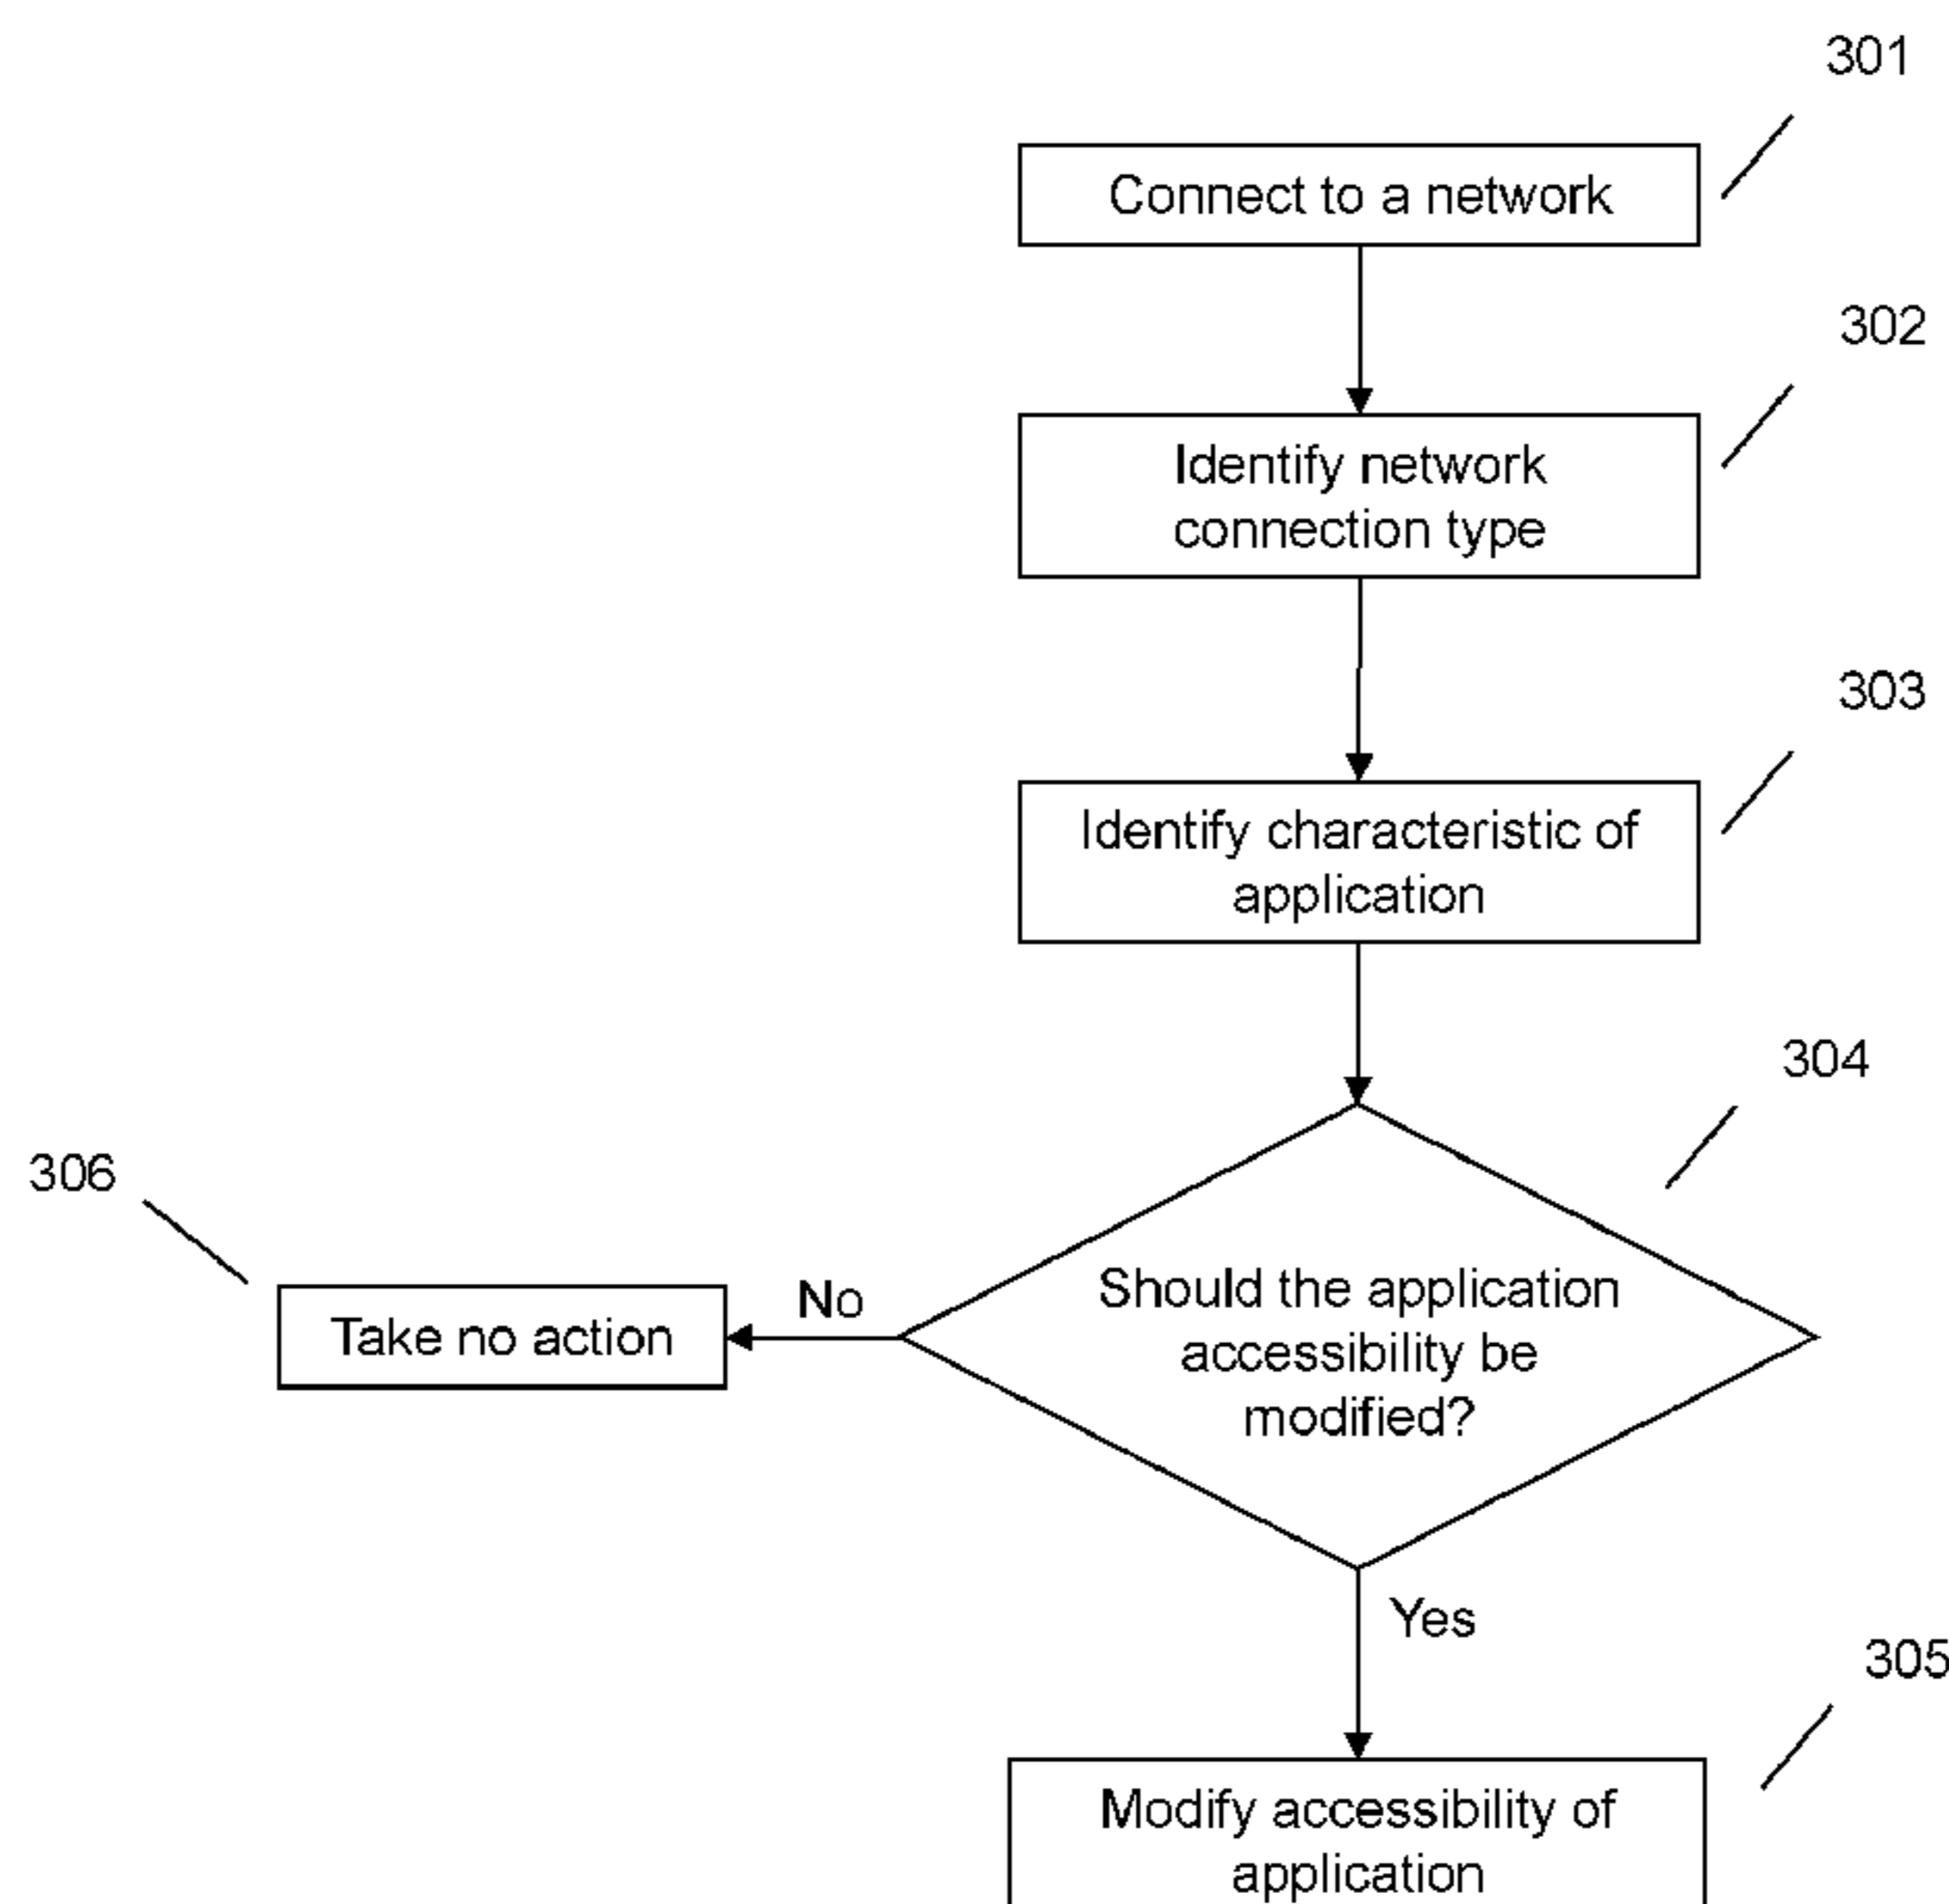 301
Connect to a network
302
Identify network
connection type
303
Identify characteristic of
application
304
306
Should the application
accessibility be
modified?
No
Take no action
Yes
305
Modify accessibility of
application